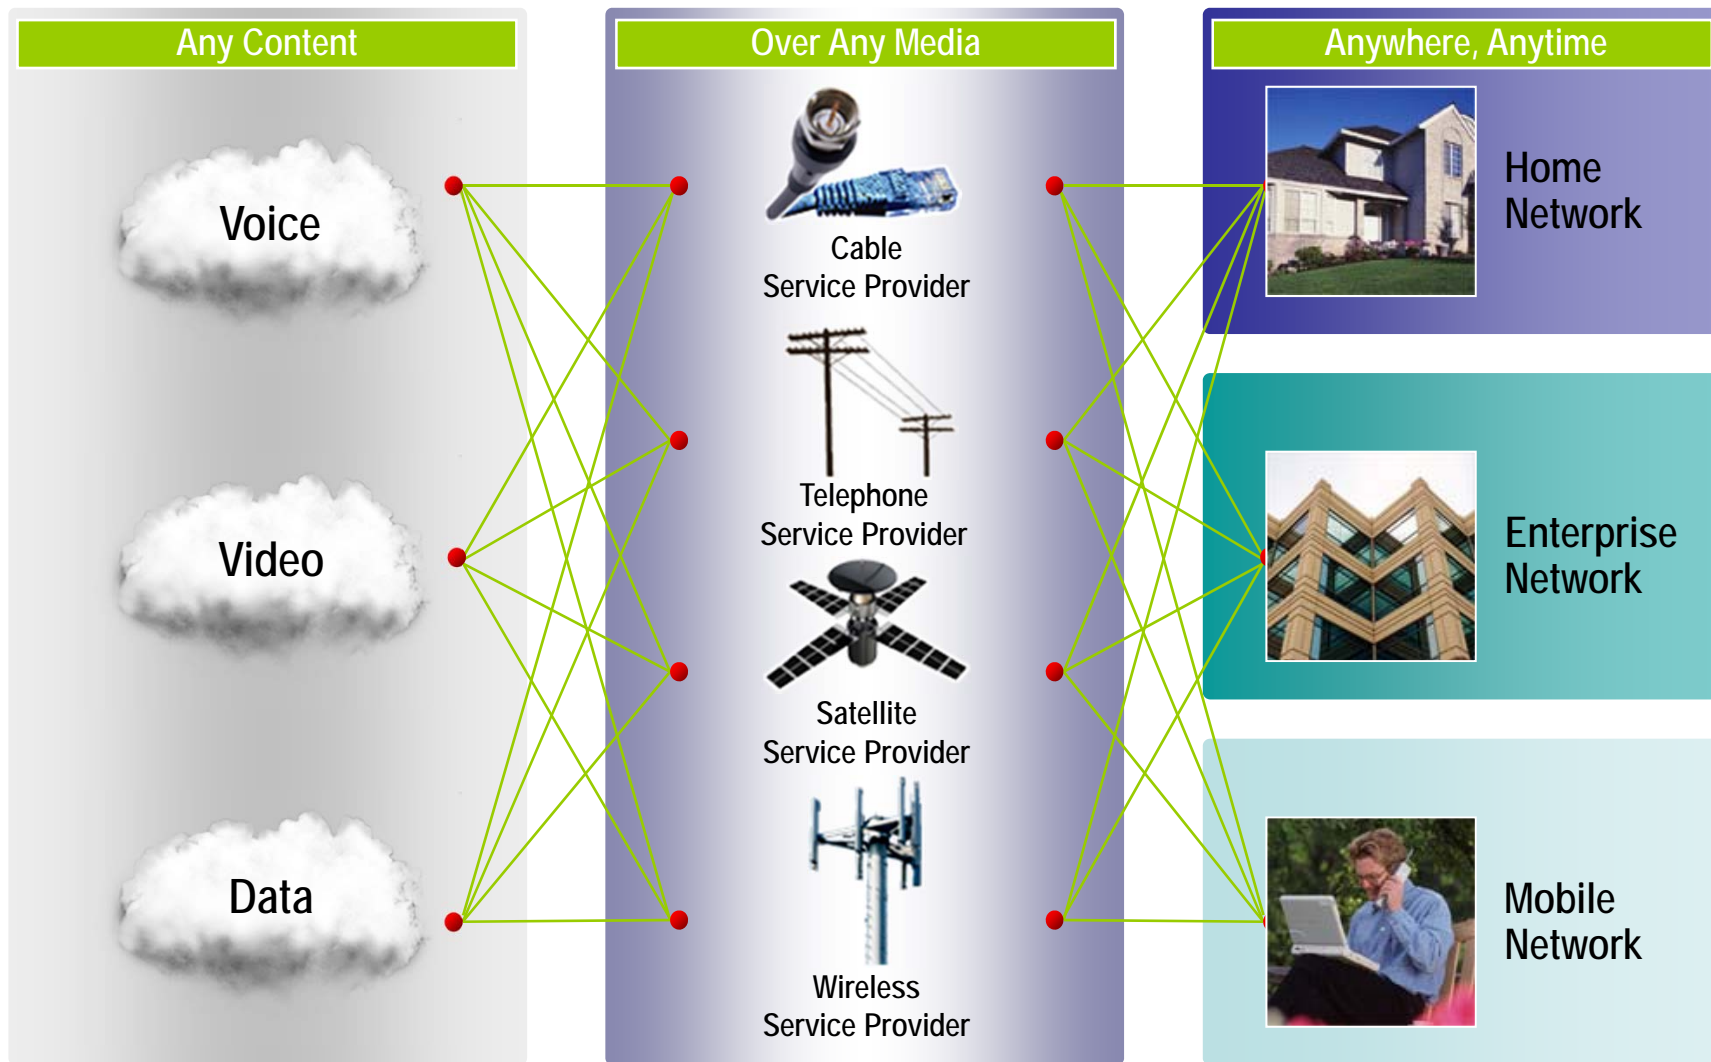 Any Content
Over Any Media
Anywhere, Anytime
Voice
Video
Data
Cable
Service Provider
Telephone
Service Provider
Satellite
Service Provider
Wireless
Service Provider
Home
Network
Enterprise
Network
Mobile
Network